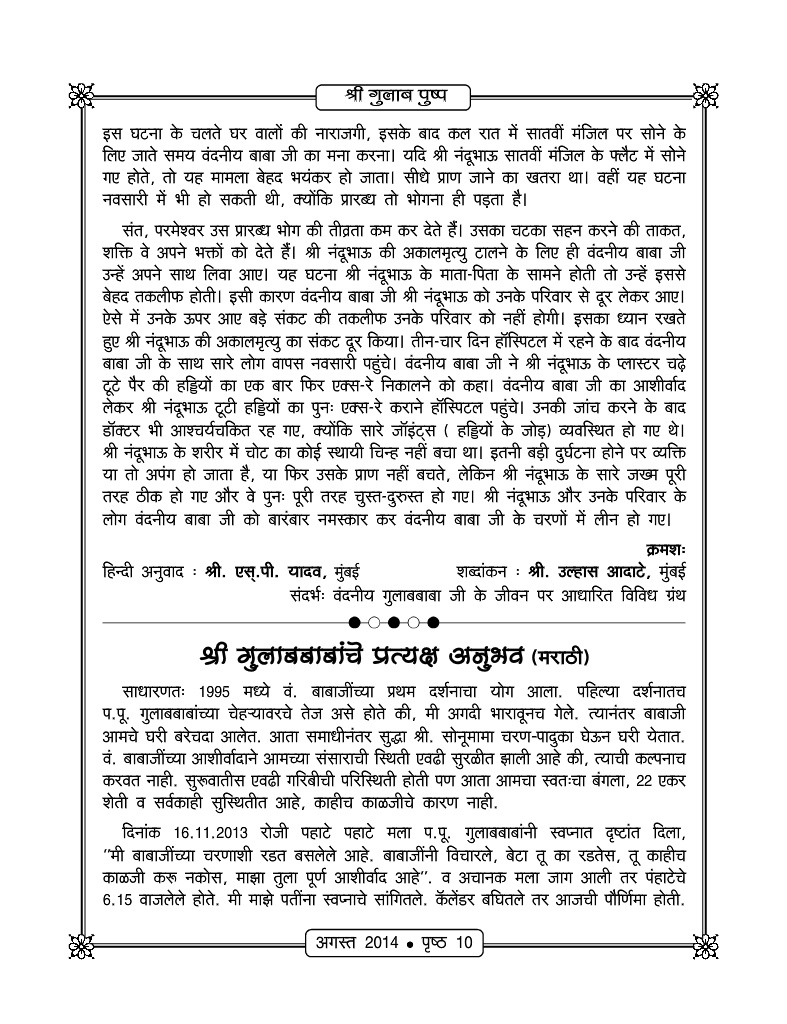 श्री गुलाब पुष्प
इस घटना के चलते घर वालों की नाराजगी, इसके बाद कल रात में सातवीं मंजिल पर सोने के
लिए जाते समय वंदनीय बाबा जी का मना करना। यदि श्री नंदूभाऊ सातवीं मंजिल के फ्लैट में सोने
गए होते, तो यह मामला बेहद भयंकर हो जाता। सीधे प्राण जाने का खतरा था। वहीं यह घटना
नवसारी में भी हो सकती थी, क्योंकि प्रारब्ध तो भोगना ही पड़ता है।
संत, परमेश्वर उस प्रारब्ध भोग की तीव्रता कम कर देते हैं। उसका चटका सहन करने की ताकत,
शक्ति वे अपने भक्तों को देते हैं। श्री नंदूभाऊ की अकालमृत्यु टालने के लिए ही वंदनीय बाबा जी
उन्हें अपने साथ लिवा आए। यह घटना श्री नंदूभाऊ के माता-पिता के सामने होती तो उन्हें इससे
बेहद तकलीफ होती। इसी कारण वंदनीय बाबा जी श्री नंदूभाऊ को उनके परिवार से दूर लेकर आए।
ऐसे में उनके ऊपर आए बड़े संकट की तकलीफ उनके परिवार को नहीं होगी। इसका ध्यान रखते
हुए श्री नंदूभाऊ की अकालमृत्यु का संकट दूर किया। तीन-चार दिन हॉस्पिटल में रहने के बाद वंदनीय
बाबा जी के साथ सारे लोग वापस नवसारी पहुंचे। वंदनीय बाबा जी ने श्री नंदूभाऊ के प्लास्टर चढ़े
टूटे पैर की हड्डियों का एक बार फिर एक्स-रे निकालने को कहा। वंदनीय बाबा जी का आशीर्वाद
लेकर श्री नंदूभाऊ टूटी हड्डियों का पुनः एक्स-रे कराने हॉस्पिटल पहुंचे। उनकी जांच करने के बाद
डॉक्टर भी आश्चर्यचकित रह गए, क्योंकि सारे जॉइंट्स ( हड्डियों के जोड़) व्यवस्थित हो गए थे।
श्री नंदूभाऊ के शरीर में चोट का कोई स्थायी चिन्ह नहीं बचा था। इतनी बड़ी दुर्घटना होने पर व्यक्ति
या तो अपंग हो जाता है, या फिर उसके प्राण नहीं बचते, लेकिन श्री नंदूभाऊ के सारे जख्म पूरी
तरह ठीक हो गए और वे पुनः पूरी तरह चुस्त-दुरुस्त हो गए। श्री नंदूभाऊ और उनके परिवार के
लोग वंदनीय बाबा जी को बारंबार नमस्कार कर वंदनीय बाबा जी के चरणों में लीन हो गए।
क्रमशः
हिन्दी अनुवाद : श्री. एस्.पी. यादव, मुंबई शब्दांकन : श्री. उल्हास आदाटे, मुंबई
संदर्भः वंदनीय गुलाबबाबा जी के जीवन पर आधारित विविध ग्रंथ
श्री गुलाबबाबांचे प्रत्यक्ष अनुभव (मराठी)
साधारणतः 1995 मध्ये वं. बाबाजींच्या प्रथम दर्शनाचा योग आला. पहिल्या दर्शनातच
प.पू. गुलाबबाबांच्या चेहऱ्यावरचे तेज असे होते की, मी अगदी भारावूनच गेले. त्यानंतर बाबाजी
आमचे घरी बरेचदा आलेत. आता समाधीनंतर सुद्धा श्री. सोनूमामा चरण-पादुका घेऊन घरी येतात.
वं. बाबाजींच्या आशीर्वादाने आमच्या संसाराची स्थिती एवढी सुरळीत झाली आहे की, त्याची कल्पनाच
करवत नाही. सुरूवातीस एवढी गरिबीची परिस्थिती होती पण आता आमचा स्वतःचा बंगला, 22 एकर
शेती व सर्वकाही सुस्थितीत आहे, काहीच काळजीचे कारण नाही.
दिनांक 16.11.2013 रोजी पहाटे पहाटे मला प.पू. गुलाबबाबांनी स्वप्नात दृष्टांत दिला,
"मी बाबाजींच्या चरणाशी रडत बसलेले आहे. बाबाजींनी विचारले, बेटा तू का रडतेस, तू काहीच
काळजी करू नकोस, माझा तुला पूर्ण आशीर्वाद आहे". व अचानक मला जाग आली तर पंहाटेचे
6.15 वाजलेले होते. मी माझे पतींना स्वप्नाचे सांगितले. कॅलेंडर बघितले तर आजची पौर्णिमा होती.
अगस्त 2014 ● पृष्ठ 10